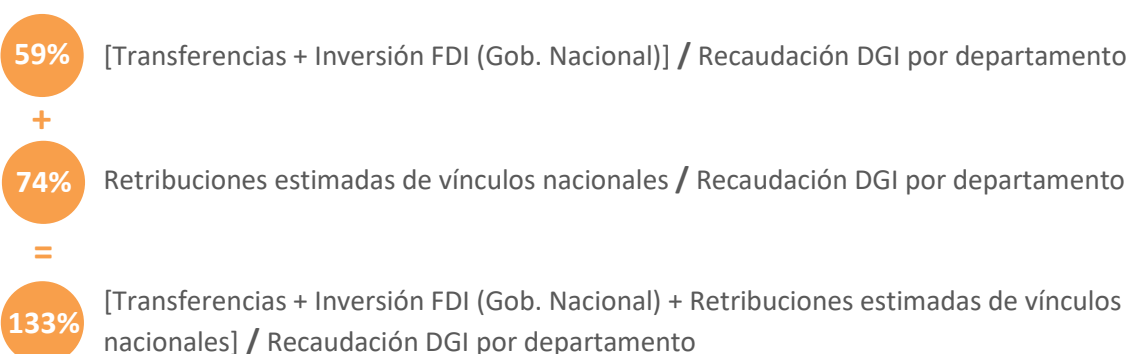 59% [Transferencias + Inversión FDI (Gob. Nacional)] / Recaudación DGI por departamento
+
74% Retribuciones estimadas de vínculos nacionales / Recaudación DGI por departamento
=
133% [Transferencias + Inversión FDI (Gob. Nacional) + Retribuciones estimadas de vínculos
nacionales] / Recaudación DGI por departamento